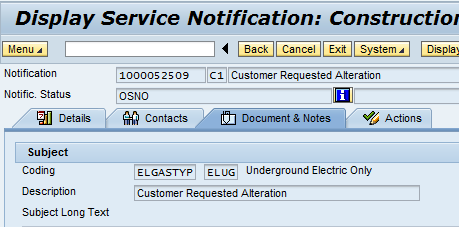 Display Service Notification: Construction
Menu Back Cancel Exit System Display
Notification 1000052509 C1 Customer Requested Alteration
Notific. Status OSNO
Details Contacts Document & Notes Actions
Subject
Coding ELGASTYP ELUG Underground Electric Only
Description Customer Requested Alteration
Subject Long Text